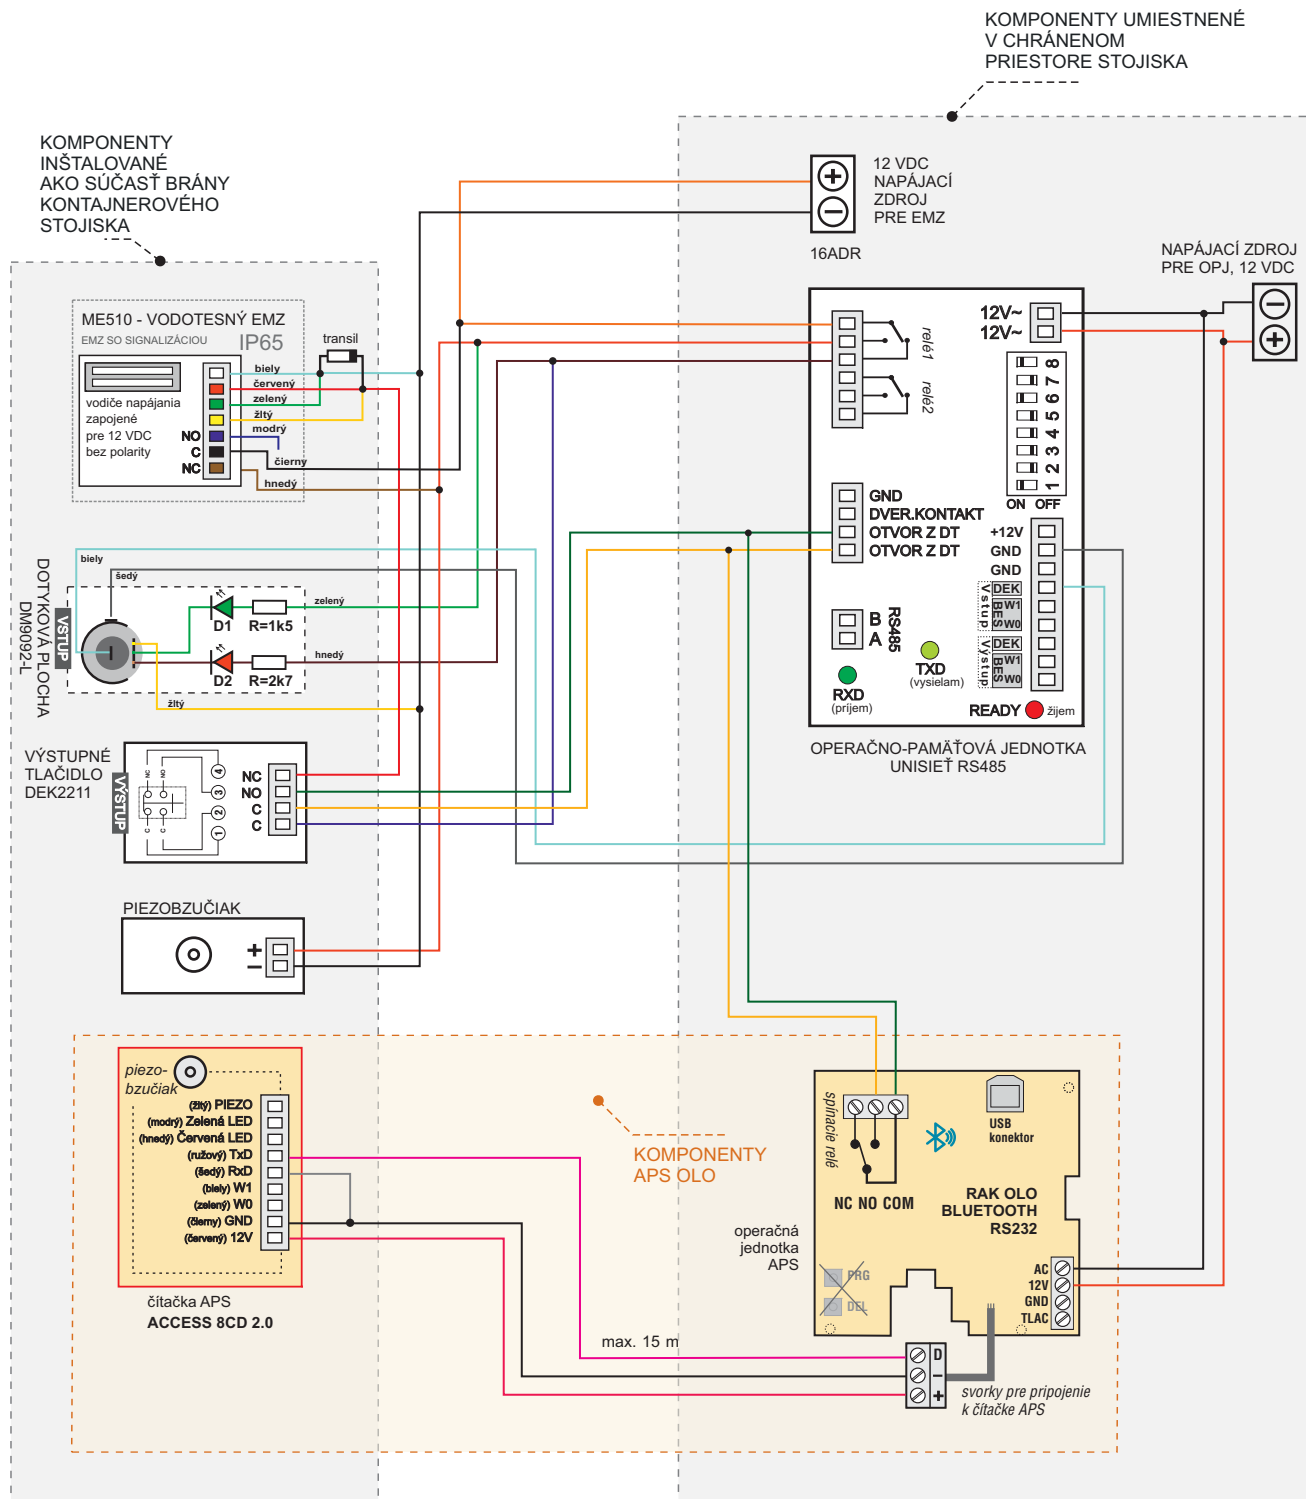 KOMPONENTY UMIESTNENÉ
V CHRÁNENOM
PRIESTORE STOJISKA
KOMPONENTY
INŠTALOVANÉ
AKO SÚČASŤ BRÁNY
KONTAJNEROVÉHO
STOJISKA
12 VDC
NAPÁJACÍ
ZDROJ
PRE EMZ
16ADR
NAPÁJACÍ ZDROJ
PRE OPJ, 12 VDC
ME510 - VODOTESNÝ EMZ
EMZ SO SIGNALIZÁCIOU
IP65
transil
vodiče napájania
zapojené
pre 12 VDC
bez polarity
NO
C
NC
biely
červený
zelený
žltý
modrý
čierny
hnedý
12V~
12V~
relé1
relé2
8
7
6
5
4
3
2
1
ON OFF
GND
DVER.KONTAKT
OTVOR Z DT
OTVOR Z DT
+12V
GND
GND
DEK
W1
BES
W0
Vstup
DEK
W1
BES
W0
Výstup
B
A
RS485
RXD
(príjem)
TXD
(vysielam)
READY
žijem
OPERAČNO-PAMÄŤOVÁ JEDNOTKA
UNISIEŤ RS485
DOTYKOVÁ PLOCHA
DM9092-L
VSTUP
biely
šedý
D1
R=1k5
zelený
D2
R=2k7
hnedý
žltý
VÝSTUPNÉ
TLAČIDLO
DEK2211
VÝSTUP
NC
NO
C
C
4
3
2
1
NC
NO
C
C
PIEZOBZUČIAK
+
−
piezo-
bzučiak
(žltý) PIEZO
(modrý) Zelená LED
(hnedý) Červená LED
(ružový) TxD
(šedý) RxD
(biely) W1
(zelený) W0
(čierny) GND
(červený) 12V
čítačka APS
ACCESS 8CD 2.0
KOMPONENTY
APS OLO
spínacie relé
NC NO COM
USB
konektor
RAK OLO
BLUETOOTH
RS232
operačná
jednotka
APS
PRG
DEL
AC
12V
GND
TLAC
max. 15 m
D
−
+
svorky pre pripojenie
k čítačke APS